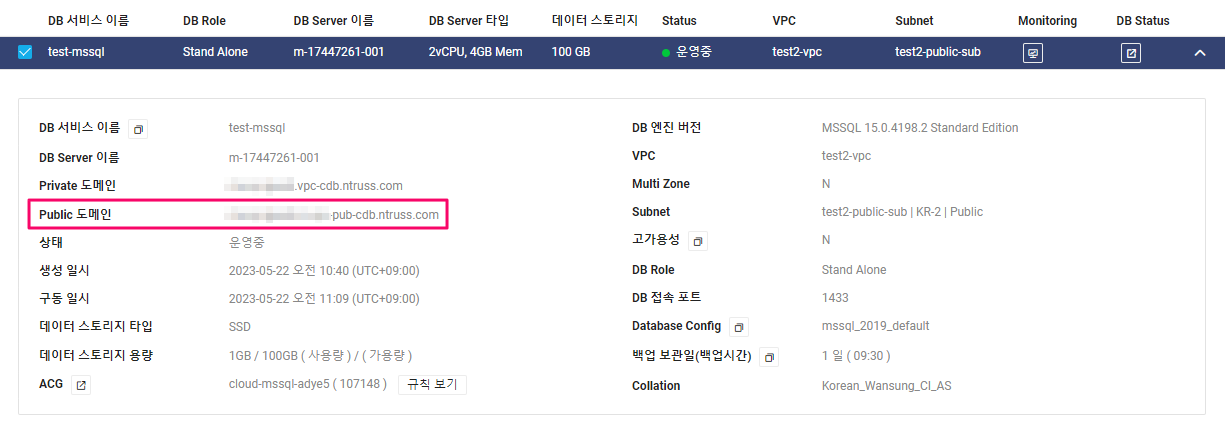 DB 서비스 이름 DB Role DB Server 이름 DB Server 타입 데이터 스토리지 Status VPC Subnet Monitoring DB Status
test-mssql Stand Alone m-17447261-001 2vCPU, 4GB Mem 100 GB 운영중 test2-vpc test2-public-sub
DB 서비스 이름 test-mssql
DB Server 이름 m-17447261-001
Private 도메인 .vpc-cdb.ntruss.com
Public 도메인 -pub-cdb.ntruss.com
상태 운영중
생성 일시 2023-05-22 오전 10:40 (UTC+09:00)
구동 일시 2023-05-22 오전 11:09 (UTC+09:00)
데이터 스토리지 타입 SSD
데이터 스토리지 용량 1GB / 100GB ( 사용량 ) / ( 가용량 )
ACG cloud-mssql-adye5 ( 107148 ) 규칙 보기
DB 엔진 버전 MSSQL 15.0.4198.2 Standard Edition
VPC test2-vpc
Multi Zone N
Subnet test2-public-sub | KR-2 | Public
고가용성 N
DB Role Stand Alone
DB 접속 포트 1433
Database Config mssql_2019_default
백업 보관일(백업시간) 1 일 ( 09:30 )
Collation Korean_Wansung_CI_AS